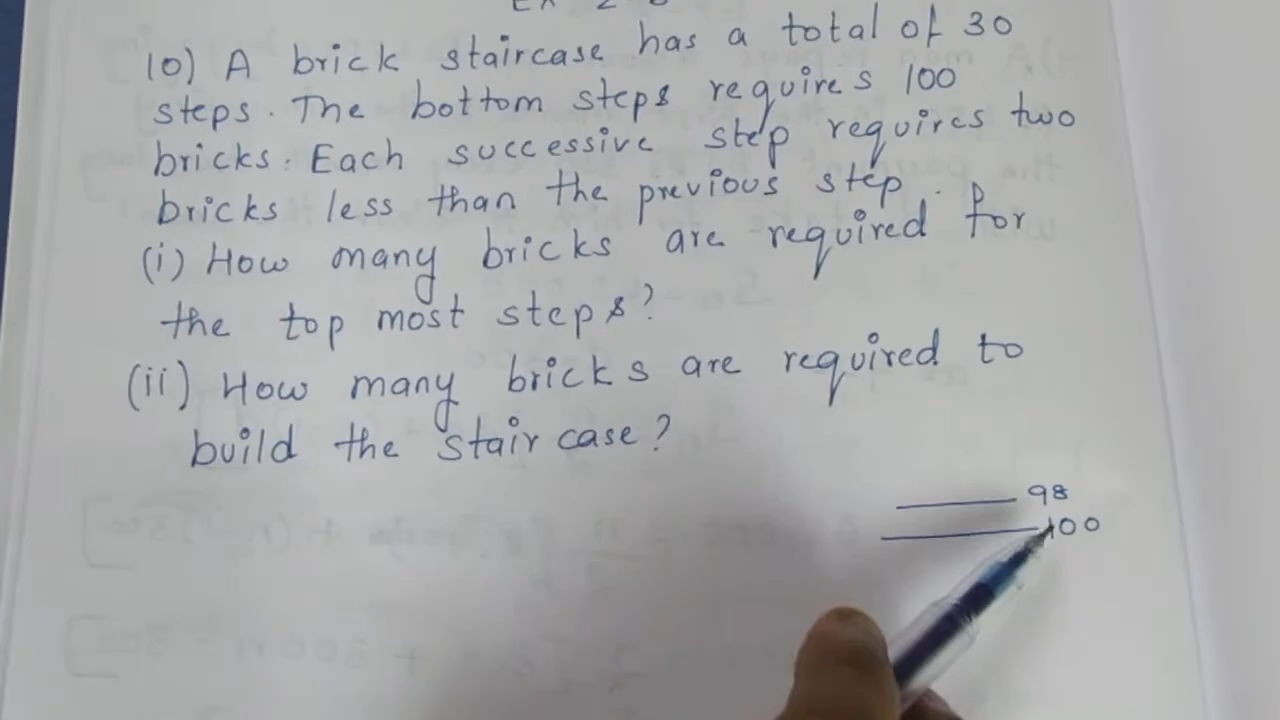 10) A brick staircase has a total of 30
steps. The bottom steps requires 100
bricks. Each successive step requires two
bricks less than the previous step.
(i) How many bricks are required for
the top most steps?
(ii) How many bricks are required to
build the stair case?
98
100